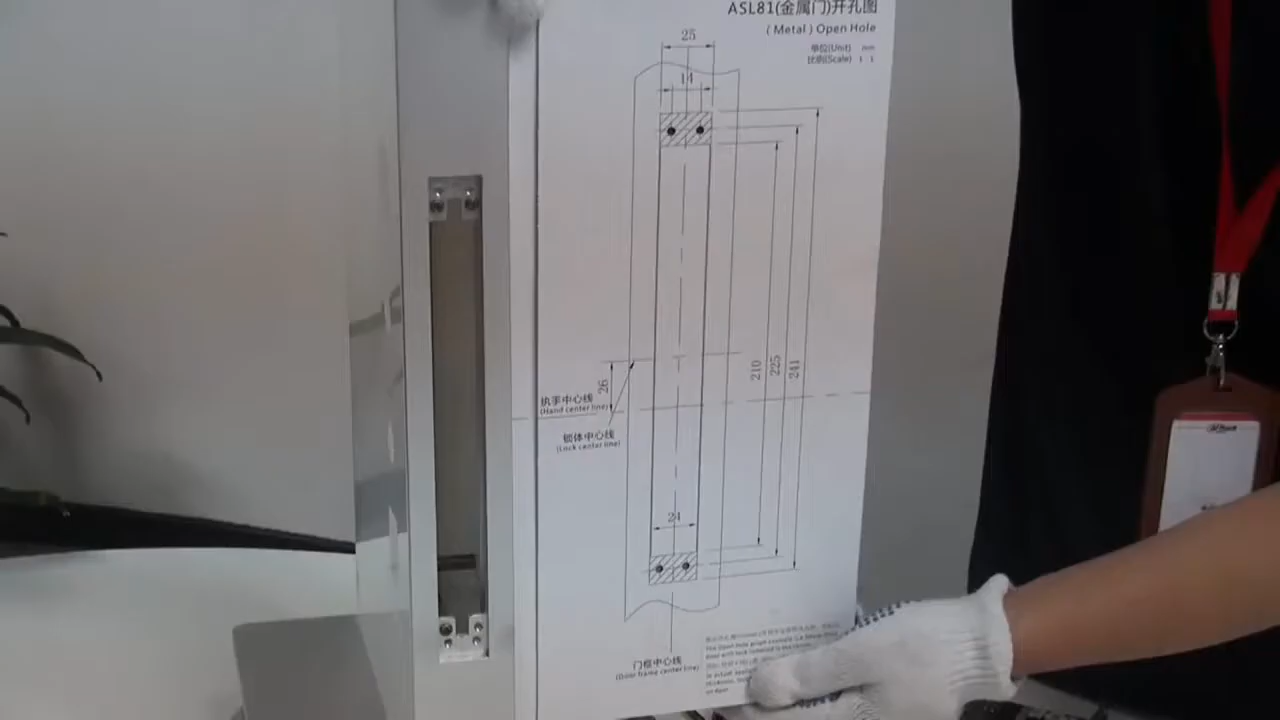 ASL81(金属门)开孔图
(Metal) Open Hole
单位(Unit) mm
比例(Scale) 1 1
25
14
210
225
241
26
执手中心线
(Hand center line)
锁体中心线
(Lock center line)
24
门框中心线
(Door frame center line)